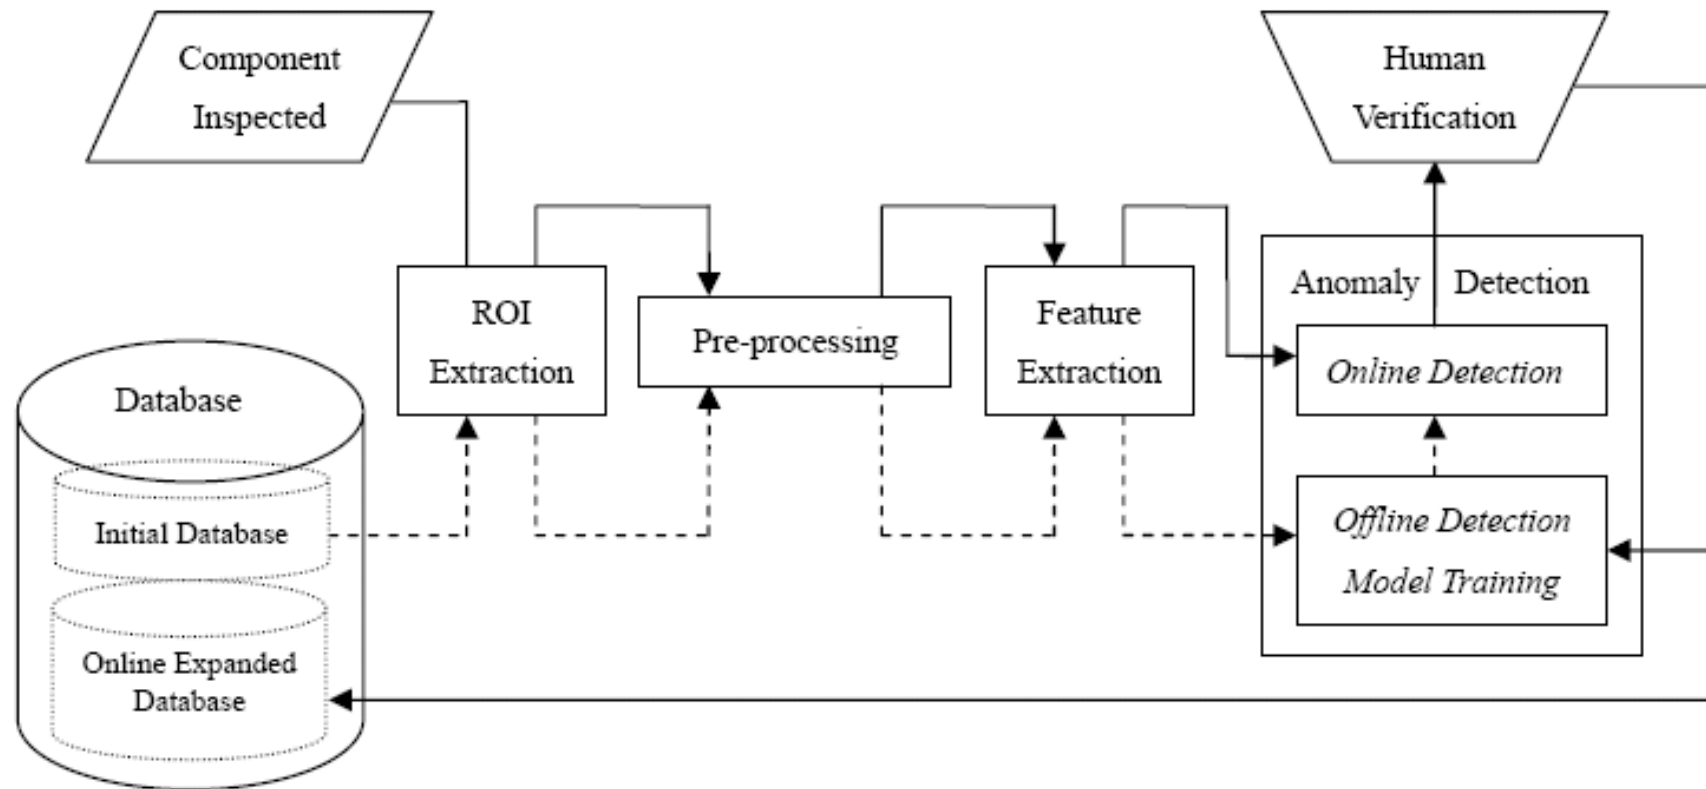 Component
Inspected
Human
Verification
ROI
Extraction
Pre-processing
Feature
Extraction
Anomaly Detection
Online Detection
Offline Detection
Model Training
Database
Initial Database
Online Expanded
Database